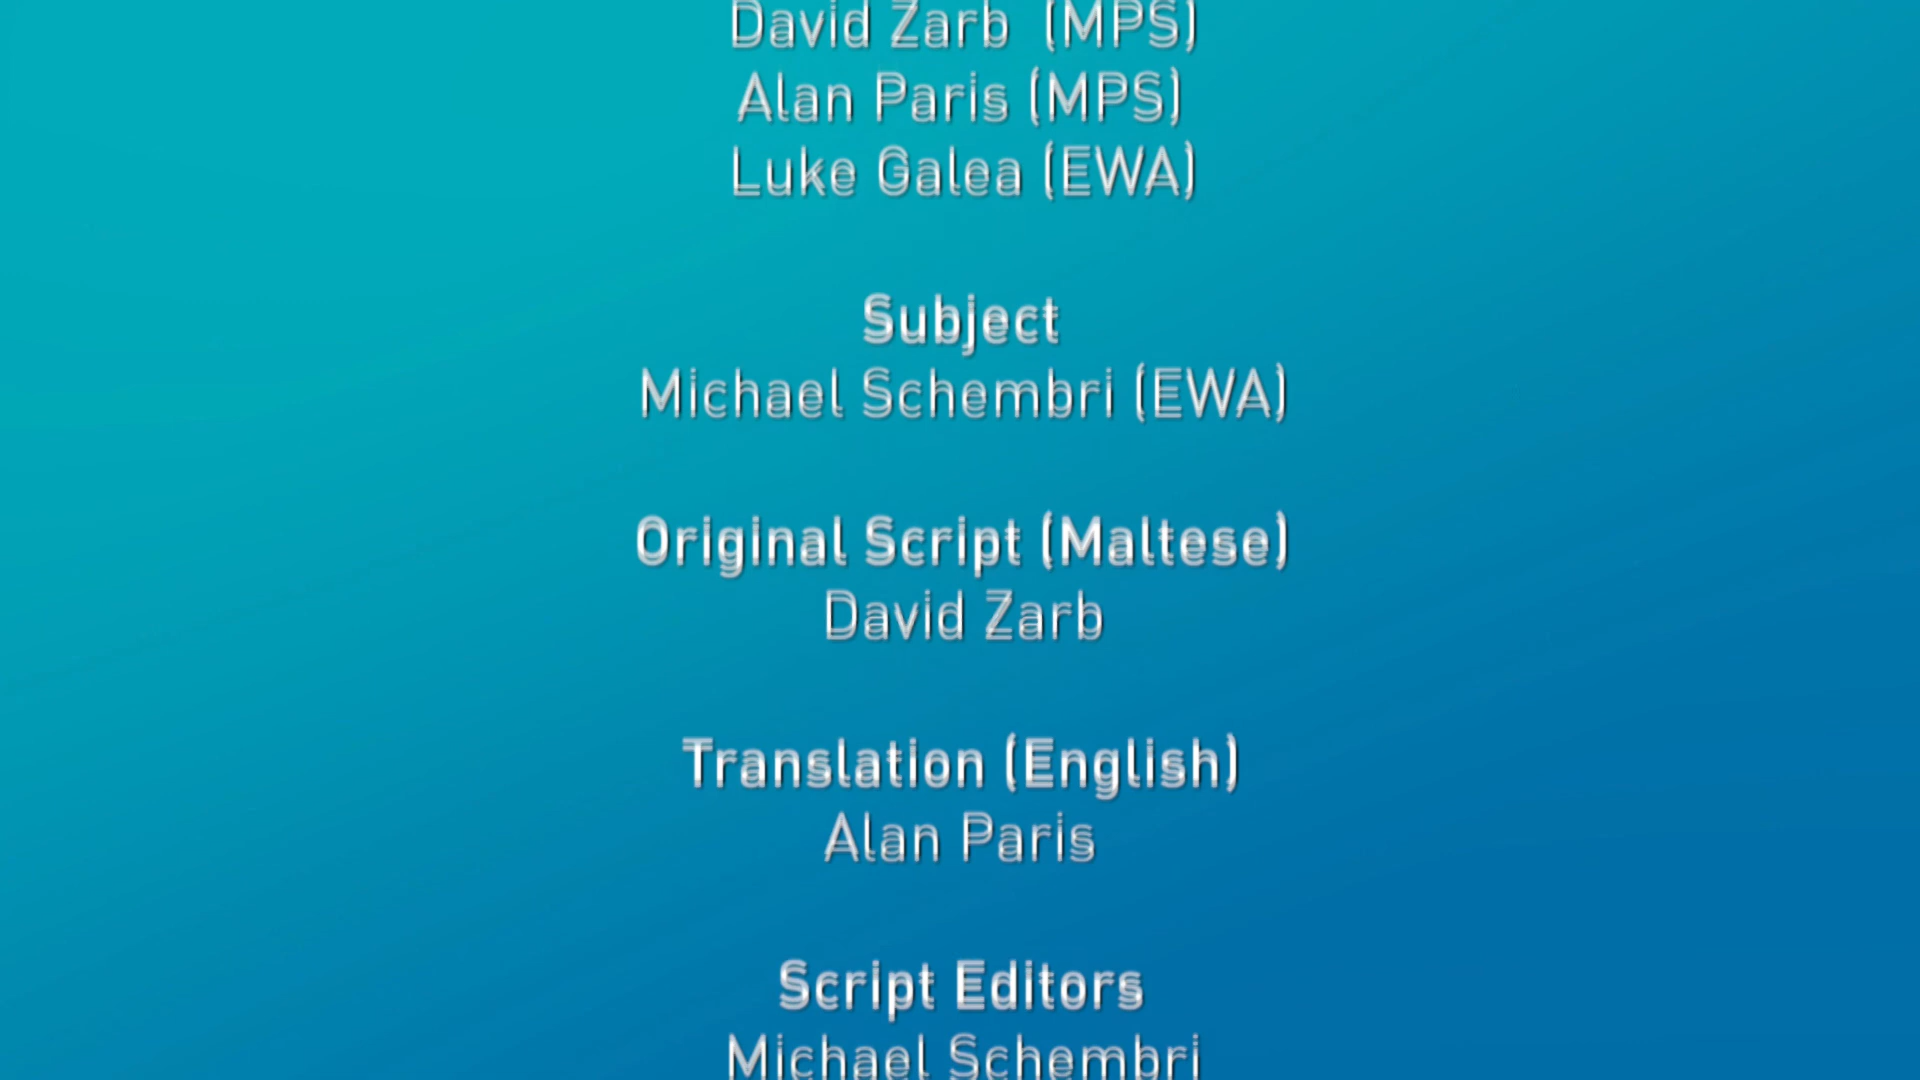 David Zarb (MPS)
Alan Paris (MPS)
Luke Galea (EWA)
Subject
Michael Schembri (EWA)
Original Script (Maltese)
David Zarb
Translation (English)
Alan Paris
Script Editors
Michael Schembri